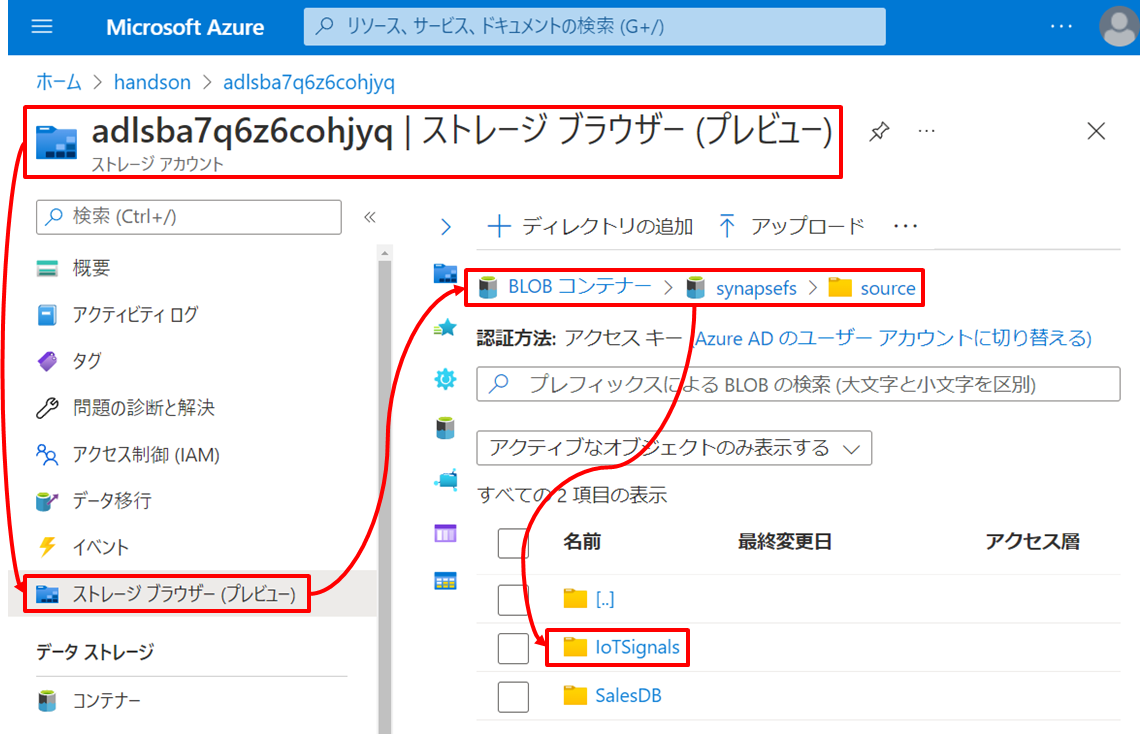 Microsoft Azure
リソース、サービス、ドキュメントの検索 (G+/)
ホーム > handson > adlsba7q6z6cohjyq
adlsba7q6z6cohjyq | ストレージ ブラウザー (プレビュー)
ストレージ アカウント
検索 (Ctrl+/)
概要
アクティビティ ログ
タグ
問題の診断と解決
アクセス制御 (IAM)
データ移行
イベント
ストレージ ブラウザー (プレビュー)
データ ストレージ
コンテナー
ディレクトリの追加 アップロード
BLOB コンテナー > synapsefs > source
認証方法: アクセス キー (Azure AD のユーザー アカウントに切り替える)
プレフィックスによる BLOB の検索 (大文字と小文字を区別)
アクティブなオブジェクトのみ表示する
すべての 2 項目の表示
名前 最終変更日 アクセス層
[..]
IoTSignals
SalesDB